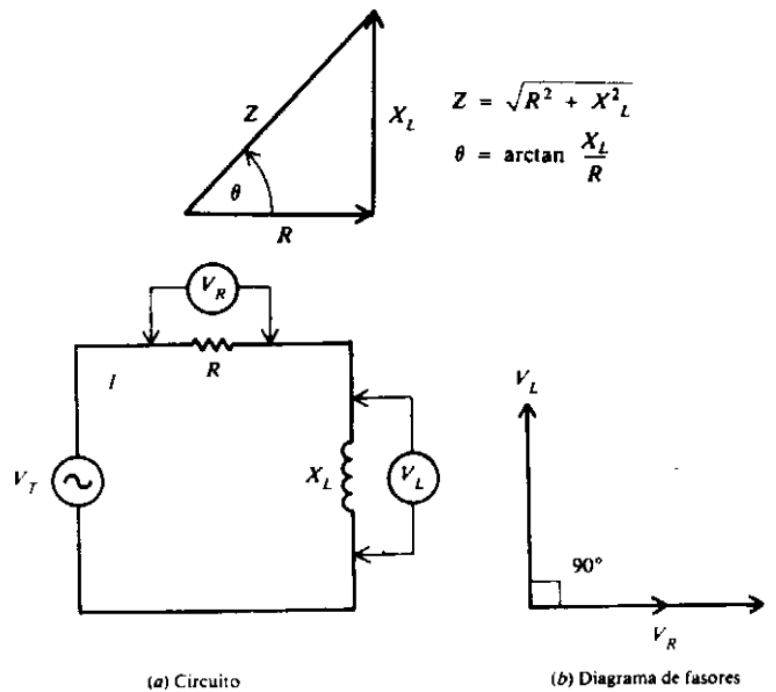 Z
X_L
θ
R
Z = √(R² + X²_L)
θ = arctan X_L/R
V_R
R
I
V_T
X_L
V_L
V_L
90°
V_R
(a) Circuito
(b) Diagrama de fasores